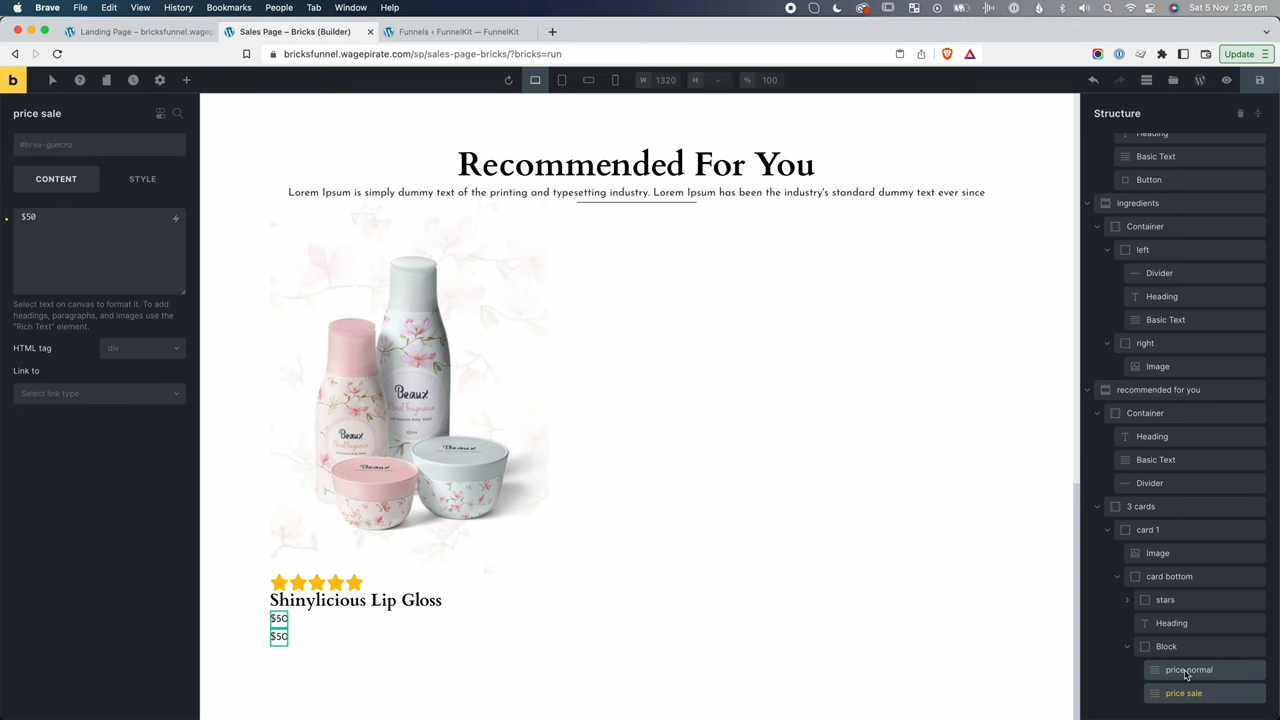 Brave File Edit View History Bookmarks People Tab Window Help
Sat 5 Nov 2:26 pm
Landing Page – bricksfunnel.wagep
Sales Page – Bricks (Builder)
Funnels ‹ FunnelKit — FunnelKit
bricksfunnel.wagepirate.com/sp/sales-page-bricks/?bricks=run
Update
b
W 1320 H - % 100
price sale
CONTENT STYLE
$50
Select text on canvas to format it. To add
headings, paragraphs, and images use the
"Rich Text" element.
HTML tag div
Link to
Select link type
Recommended For You
Lorem Ipsum is simply dummy text of the printing and typesetting industry. Lorem Ipsum has been the industry's standard dummy text ever since
Beaux
Beaux
Shinylicious Lip Gloss
$50
$50
Structure
Heading
Basic Text
Button
ingredients
Container
left
Divider
Heading
Basic Text
right
Image
recommended for you
Container
Heading
Basic Text
Divider
3 cards
card 1
Image
card bottom
stars
Heading
Block
price normal
price sale